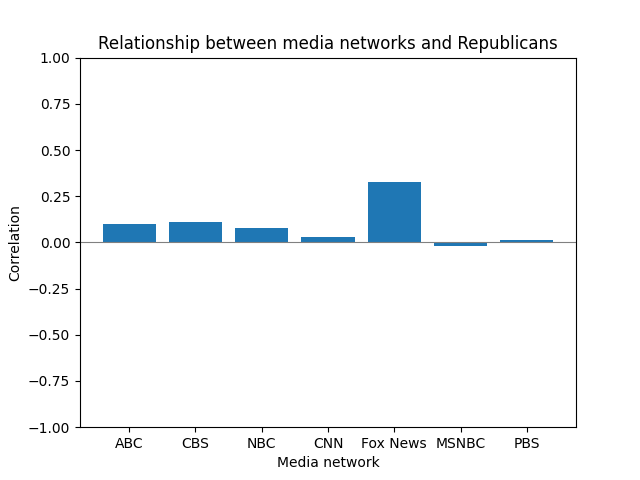 Relationship between media networks and Republicans
1.00
0.75
0.50
0.25
0.00
−0.25
−0.50
−0.75
−1.00
Correlation
ABC CBS NBC CNN Fox News MSNBC PBS
Media network